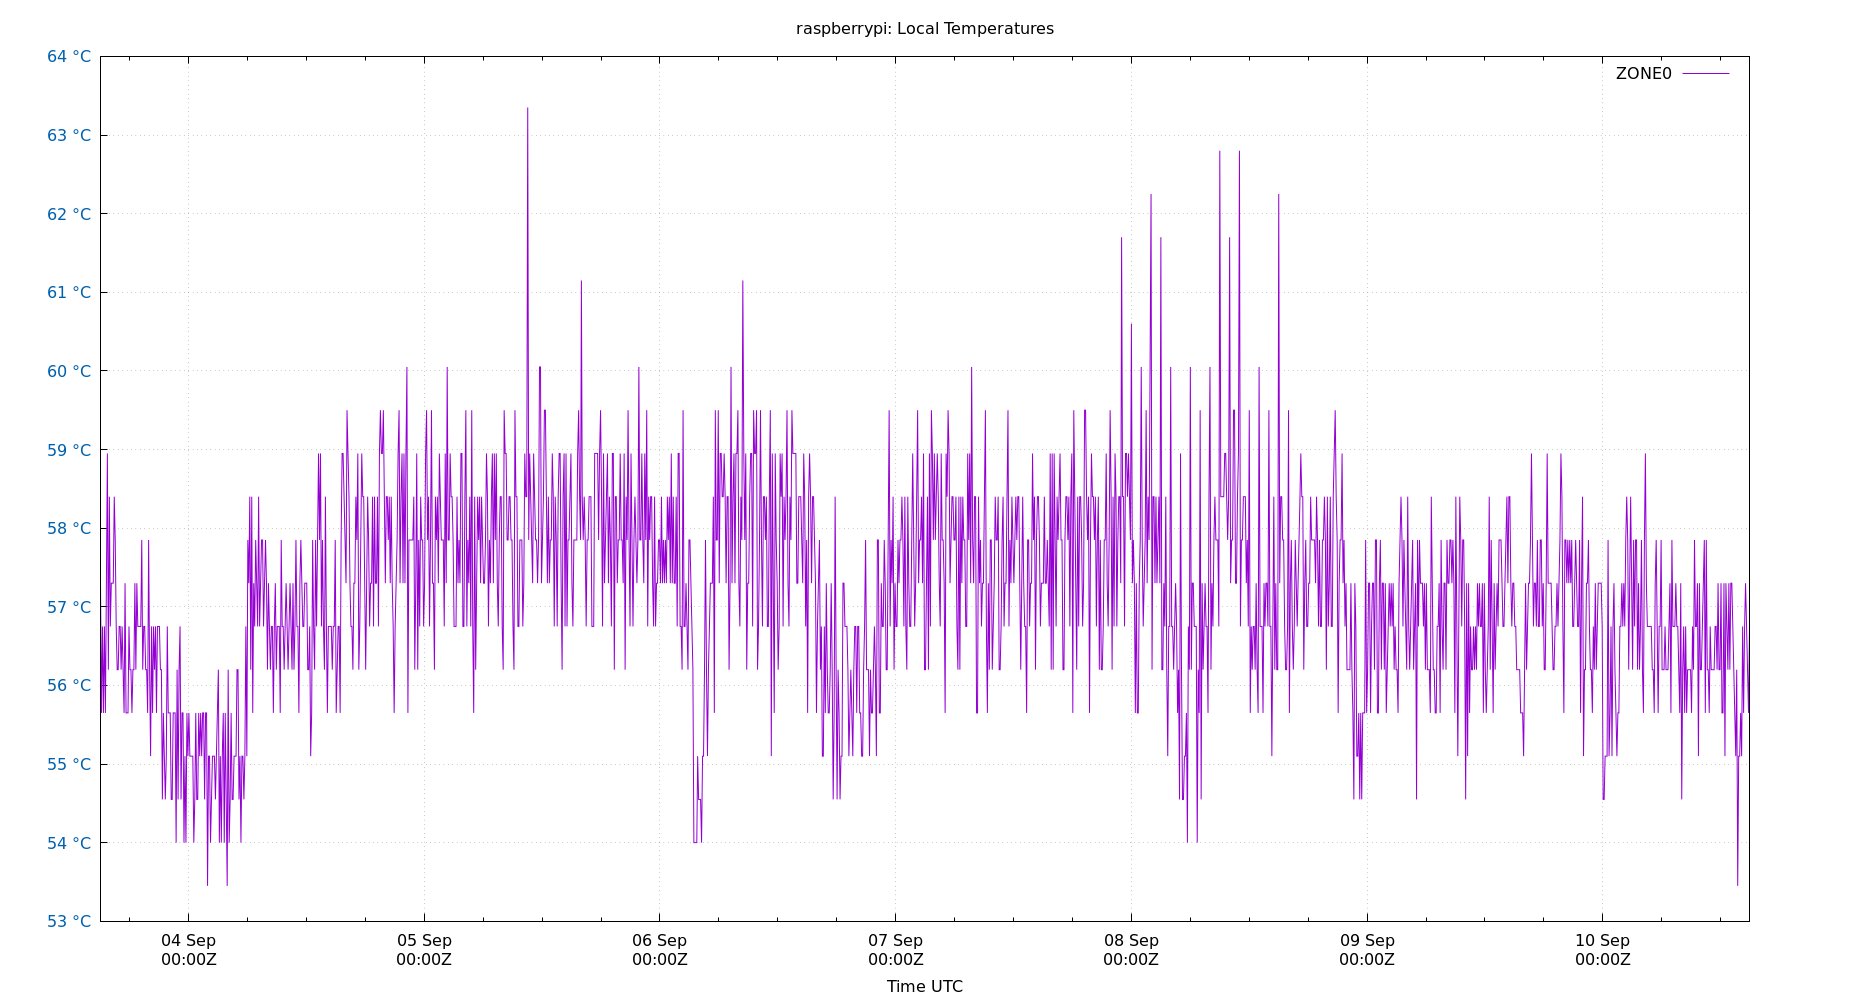 raspberrypi: Local Temperatures
64 °C
ZONE0
63 °C
62 °C
61 °C
60 °C
59 °C
58 °C
57 °C
56 °C
55 °C
54 °C
53 °C
04 Sep 05 Sep 06 Sep 07 Sep 08 Sep 09 Sep 10 Sep
00:00Z 00:00Z 00:00Z 00:00Z 00:00Z 00:00Z 00:00Z
Time UTC